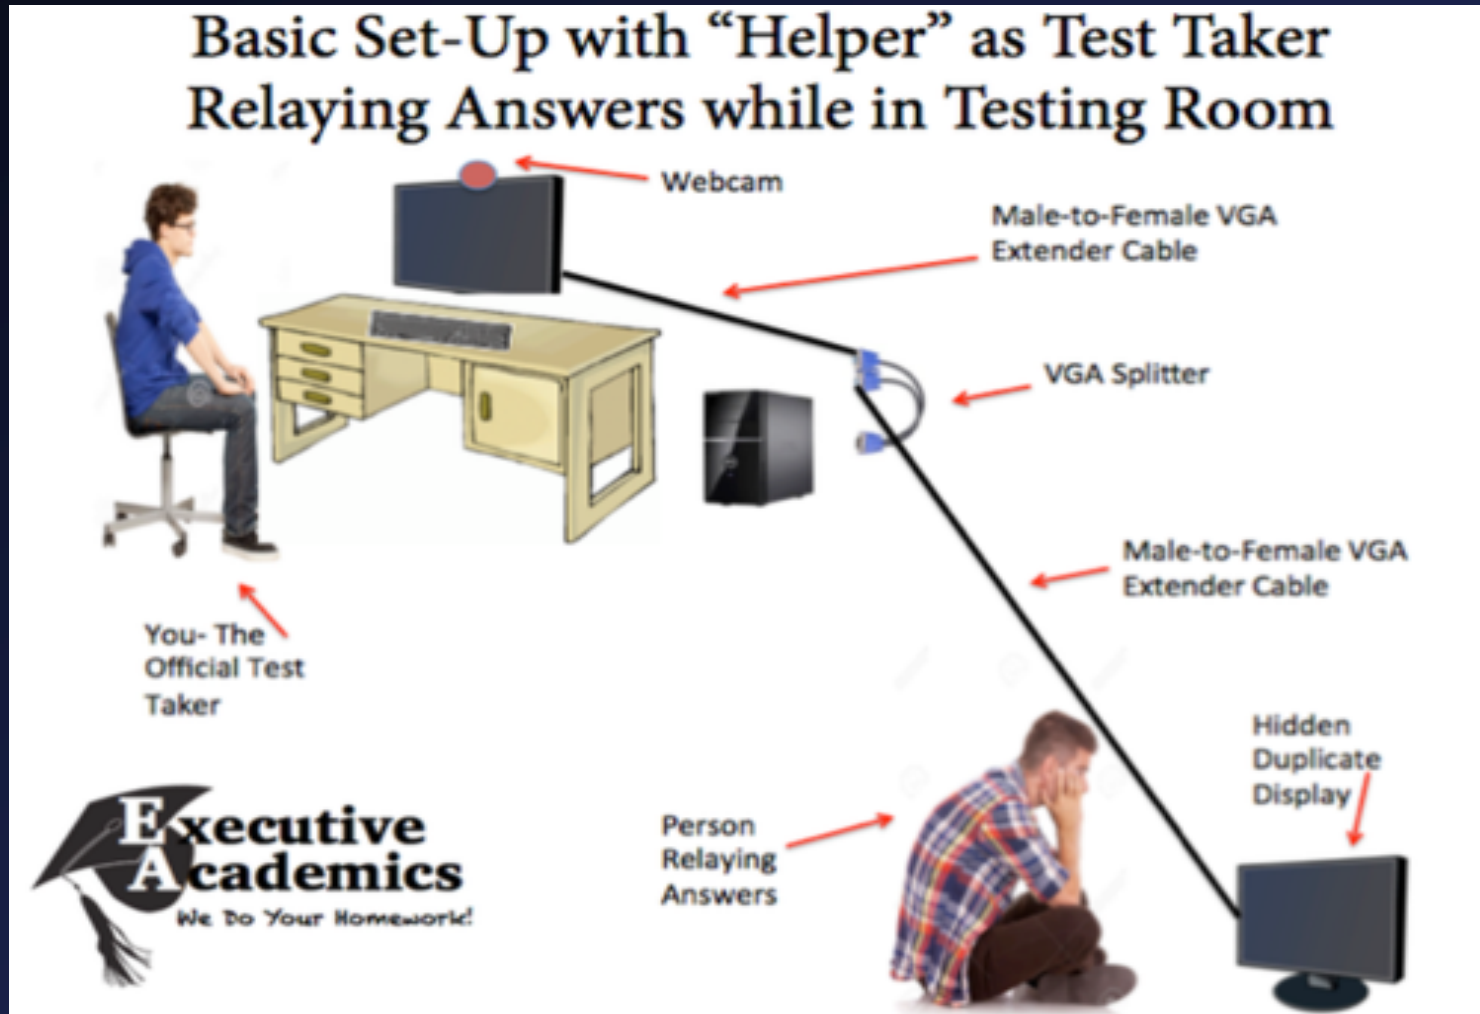 Basic Set-Up with “Helper” as Test Taker
Relaying Answers while in Testing Room
Webcam
Male-to-Female VGA
Extender Cable
VGA Splitter
Male-to-Female VGA
Extender Cable
You- The
Official Test
Taker
Hidden
Duplicate
Display
Person
Relaying
Answers
Executive
Academics
We Do Your Homework!